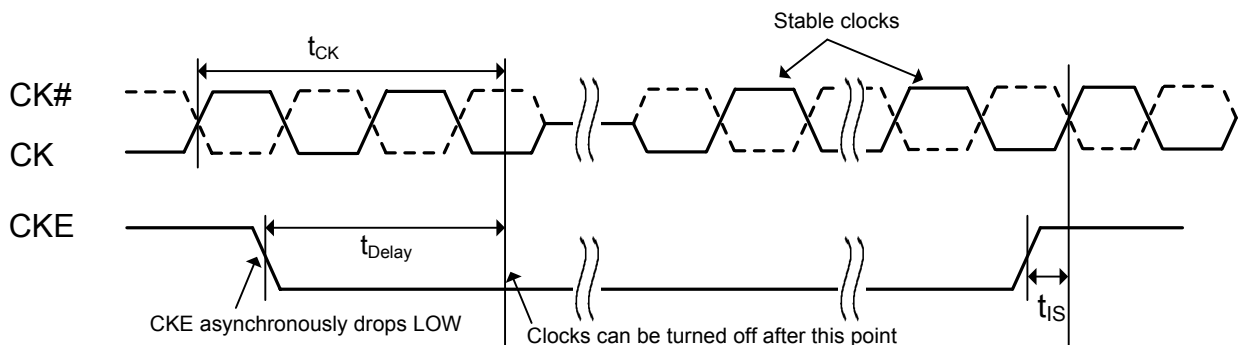 Stable clocks
tCK
CK#
CK
CKE
tDelay
tIS
CKE asynchronously drops LOW
Clocks can be turned off after this point